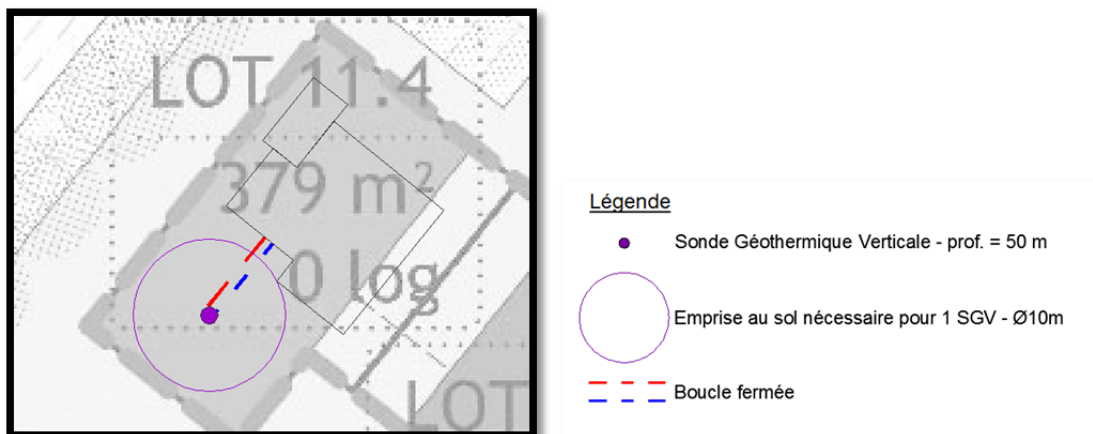 LOT 11.4
379 m²
0 log
LOT
Légende
Sonde Géothermique Verticale - prof. = 50 m
Emprise au sol nécessaire pour 1 SGV - Ø10m
Boucle fermée